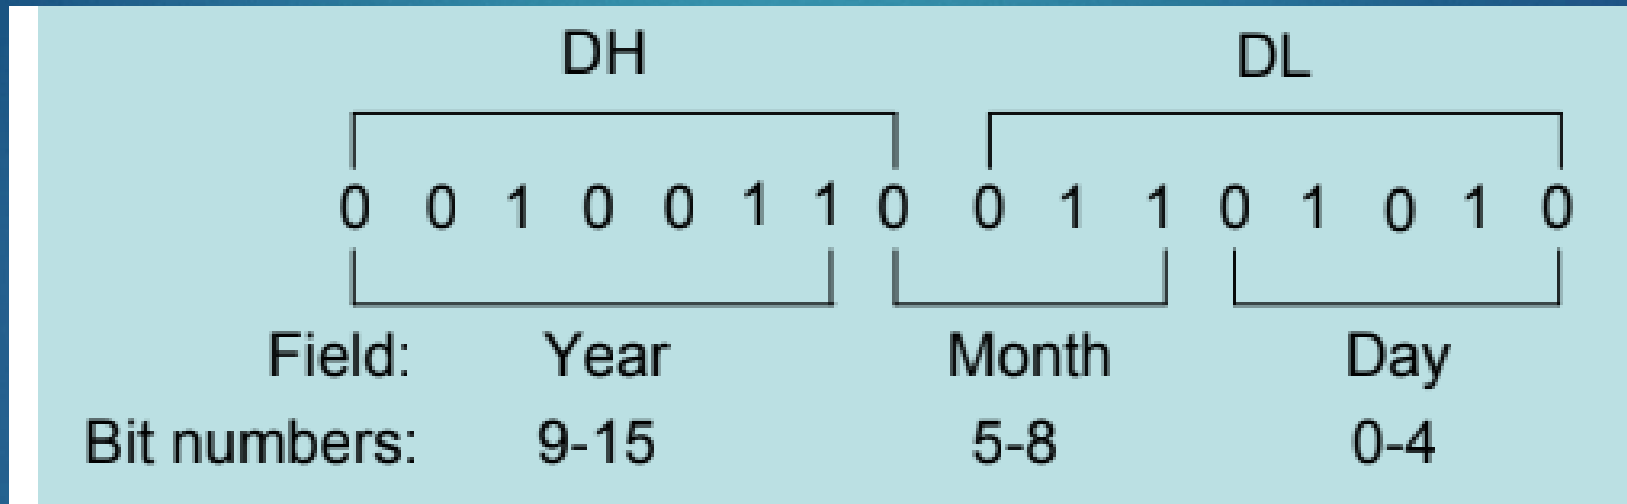 DH DL
0 0 1 0 0 1 1 0 0 1 1 0 1 0 1 0
Field: Year Month Day
Bit numbers: 9-15 5-8 0-4